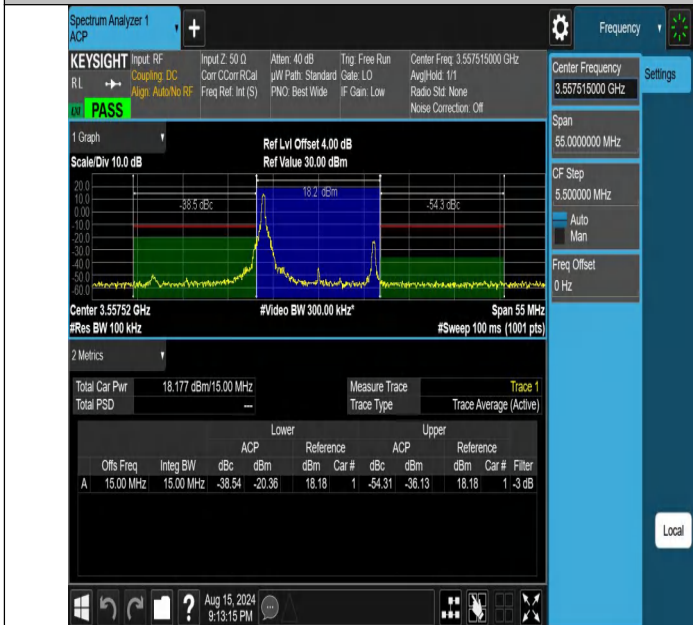 Spectrum Analyzer 1
ACP
Frequency
KEYSIGHT Input: RF Input Z: 50 Ω Atten: 40 dB Trig: Free Run Center Freq: 3.557515000 GHz
RL Coupling: DC Corr CCorr RCal µW Path: Standard Gate: LO Avg|Hold: 1/1
Align: Auto/No RF Freq Ref: Int (S) PNO: Best Wide IF Gain: Low Radio Std: None
PASS Noise Correction: Off
Center Frequency
3.557515000 GHz
Settings
Span
55.0000000 MHz
CF Step
5.500000 MHz
Auto
Man
Freq Offset
0 Hz
1 Graph
Ref Lvl Offset 4.00 dB
Scale/Div 10.0 dB Ref Value 30.00 dBm
20.0
10.0
0.00
-10.0
-20.0
-30.0
-40.0
-50.0
-60.0
-38.5 dBc 18.2 dBm -54.3 dBc
Center 3.55752 GHz #Video BW 300.00 kHz* Span 55 MHz
#Res BW 100 kHz #Sweep 100 ms (1001 pts)
2 Metrics
Total Car Pwr 18.177 dBm/15.00 MHz Measure Trace Trace 1
Total PSD --- Trace Type Trace Average (Active)
Lower Upper
ACP Reference ACP Reference
Offs Freq Integ BW dBc dBm dBm Car # dBc dBm dBm Car # Filter
A 15.00 MHz 15.00 MHz -38.54 -20.36 18.18 1 -54.31 -36.13 18.18 1 -3 dB
Local
Aug 15, 2024
9:13:15 PM